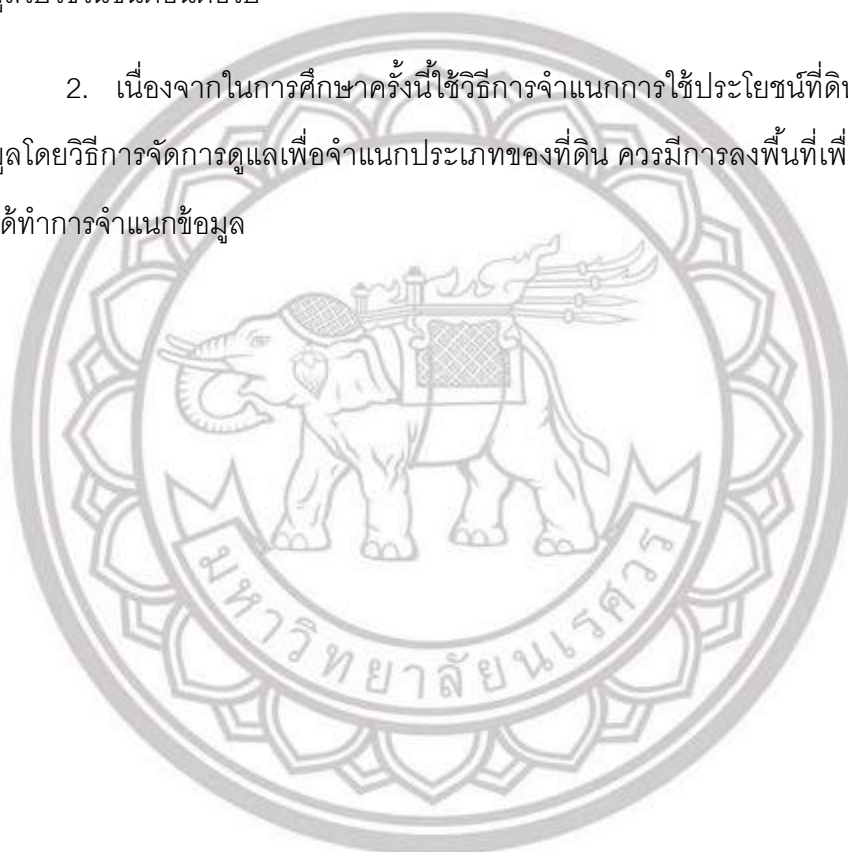 2. เนื่องจากในการศึกษาครั้งนี้ใช้วิธีการจำแนกการใช้ประโยชน์ที่ดิน
มูลโดยวิธีการจัดการดูแลเพื่อจำแนกประเภทของที่ดิน ควรมีการลงพื้นที่เพื่
ได้ทำการจำแนกข้อมูล
มหาวิทยาลัยนเรศวร